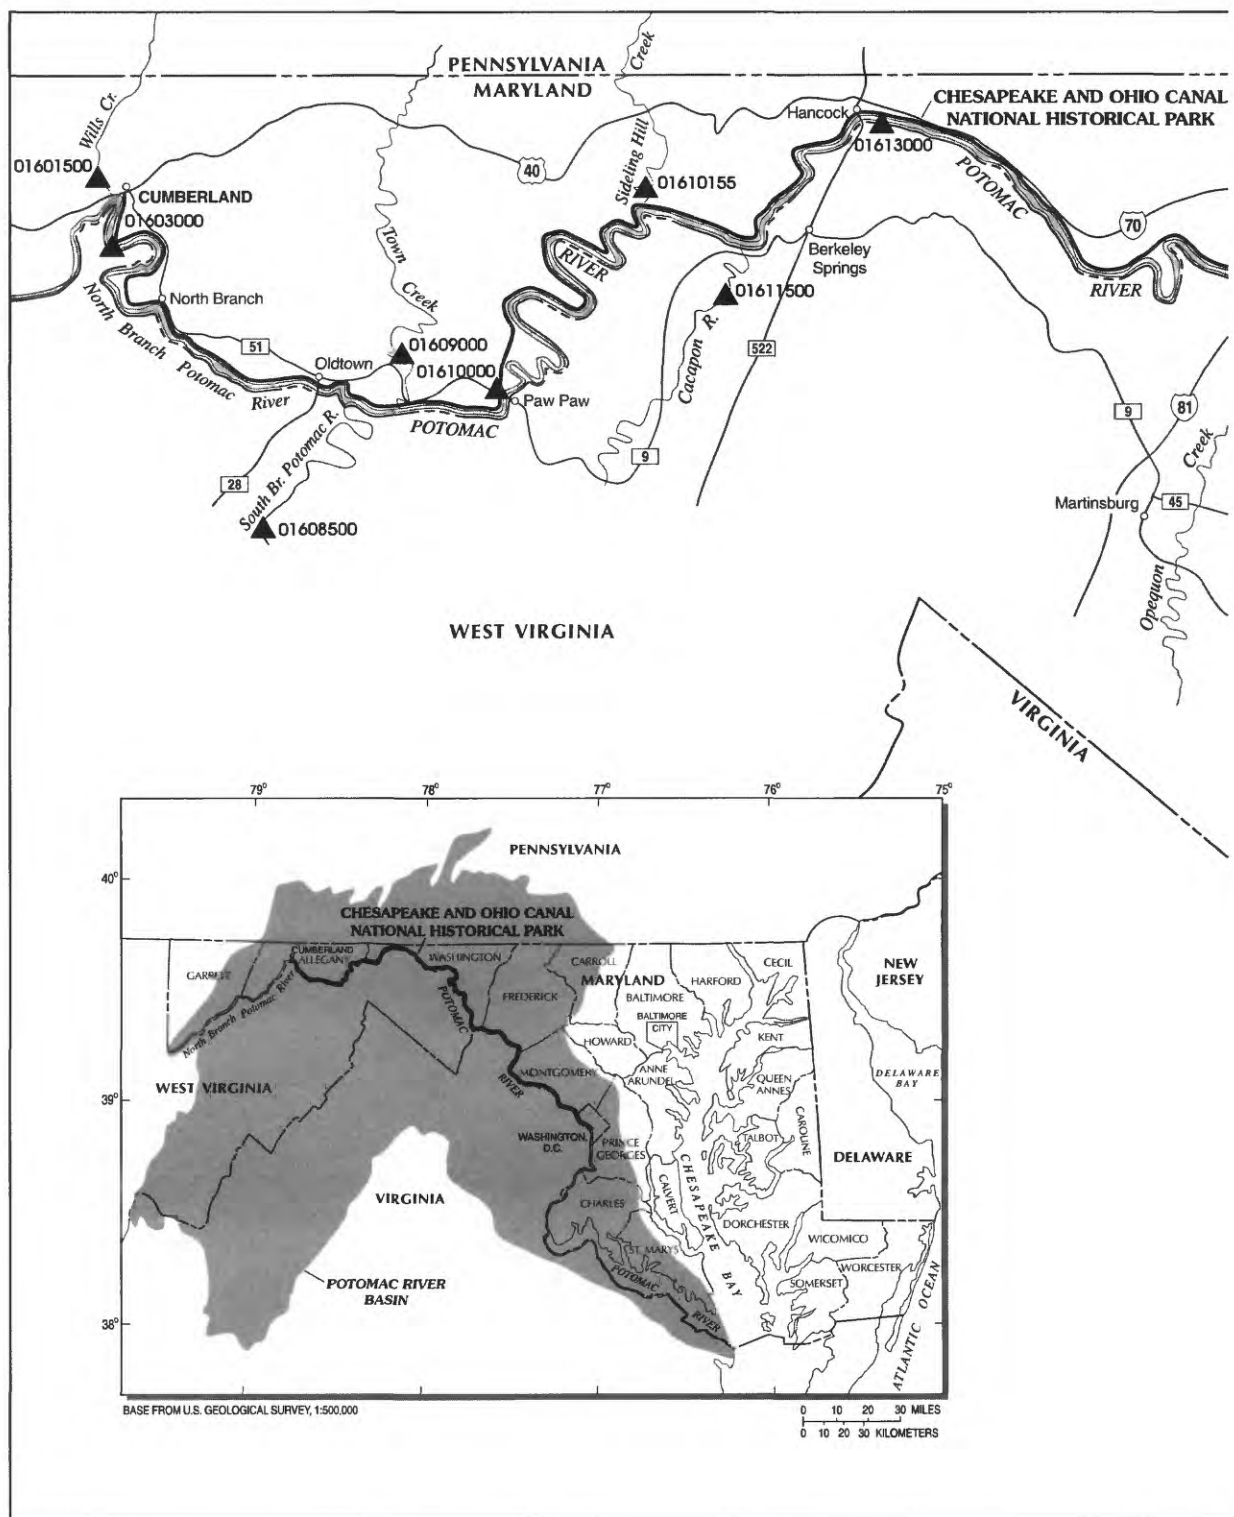 PENNSYLVANIA
MARYLAND
Wills Cr.
Creek
Sideling Hill
Hancock
CHESAPEAKE AND OHIO CANAL
NATIONAL HISTORICAL PARK
01613000
POTOMAC
01601500
CUMBERLAND
01603000
40
01610155
70
Town
Creek
RIVER
Berkeley
Springs
RIVER
North Branch
01611500
North Branch Potomac River
51
Oldtown
01609000
01610000
Cacapon R.
522
Paw Paw
POTOMAC
South Br. Potomac R.
28
9
9
81
Creek
Martinsburg
45
01608500
Opequon
WEST VIRGINIA
VIRGINIA
79°
78°
77°
76°
75°
PENNSYLVANIA
40°
CHESAPEAKE AND OHIO CANAL
NATIONAL HISTORICAL PARK
CUMBERLAND
ALLEGANY
WASHINGTON
GARRETT
CARROLL
CECIL
HARFORD
MARYLAND
NEW
JERSEY
FREDERICK
BALTIMORE
BALTIMORE
CITY
North Branch Potomac River
POTOMAC
HOWARD
KENT
ANNE
ARUNDEL
MONTGOMERY
RIVER
QUEEN
ANNES
DELAWARE
BAY
WEST VIRGINIA
39°
WASHINGTON,
D.C.
PRINCE
GEORGES
TALBOT
CAROLINE
DELAWARE
VIRGINIA
CHARLES
CALVERT
CHESAPEAKE BAY
DORCHESTER
WICOMICO
ST. MARYS
WORCESTER
SOMERSET
POTOMAC
RIVER
POTOMAC RIVER
BASIN
38°
ATLANTIC OCEAN
BASE FROM U.S. GEOLOGICAL SURVEY, 1:500,000
0 10 20 30 MILES
0 10 20 30 KILOMETERS